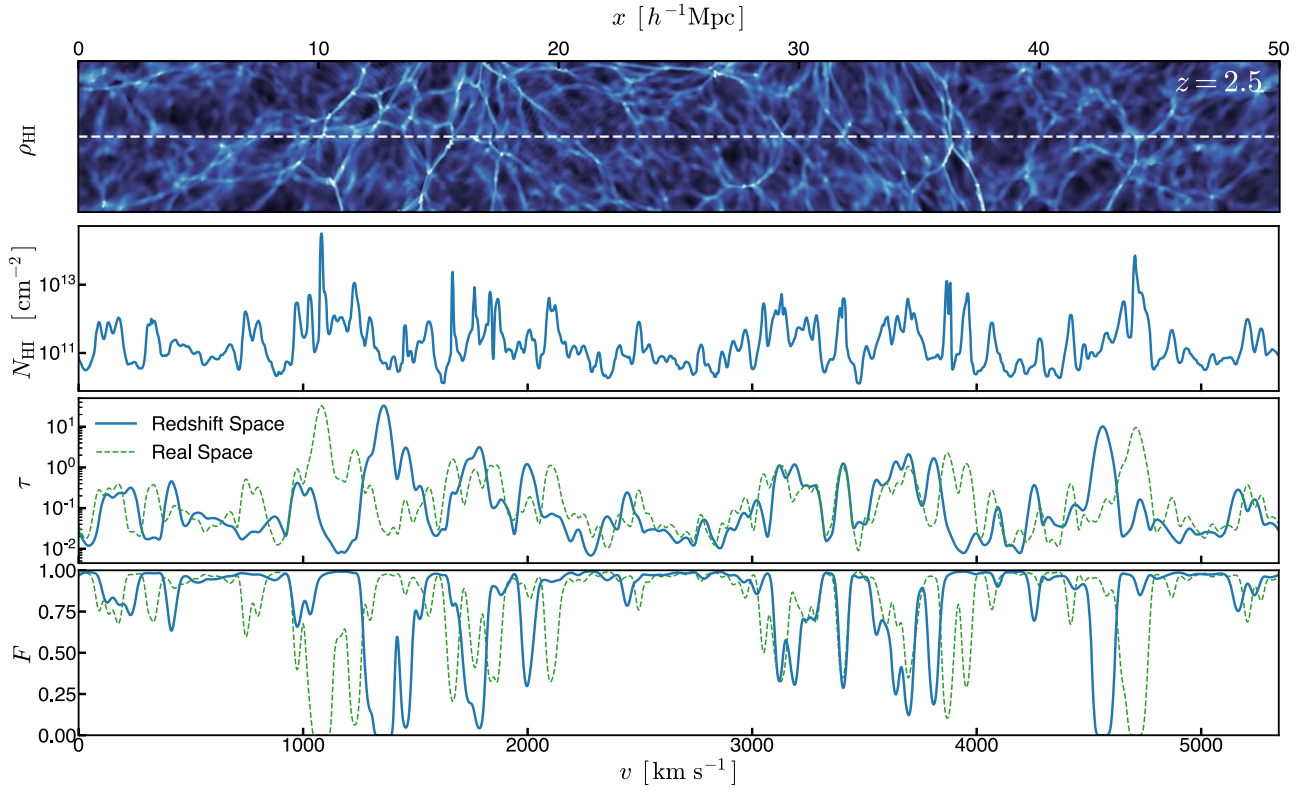 x [h⁻¹Mpc]
0 10 20 30 40 50
z = 2.5
ρHI
NHI [cm⁻²]
10¹³
10¹¹
Redshift Space
Real Space
τ
10¹
10⁰
10⁻¹
10⁻²
F
1.00
0.75
0.50
0.25
0.00
0 1000 2000 3000 4000 5000
v [km s⁻¹]